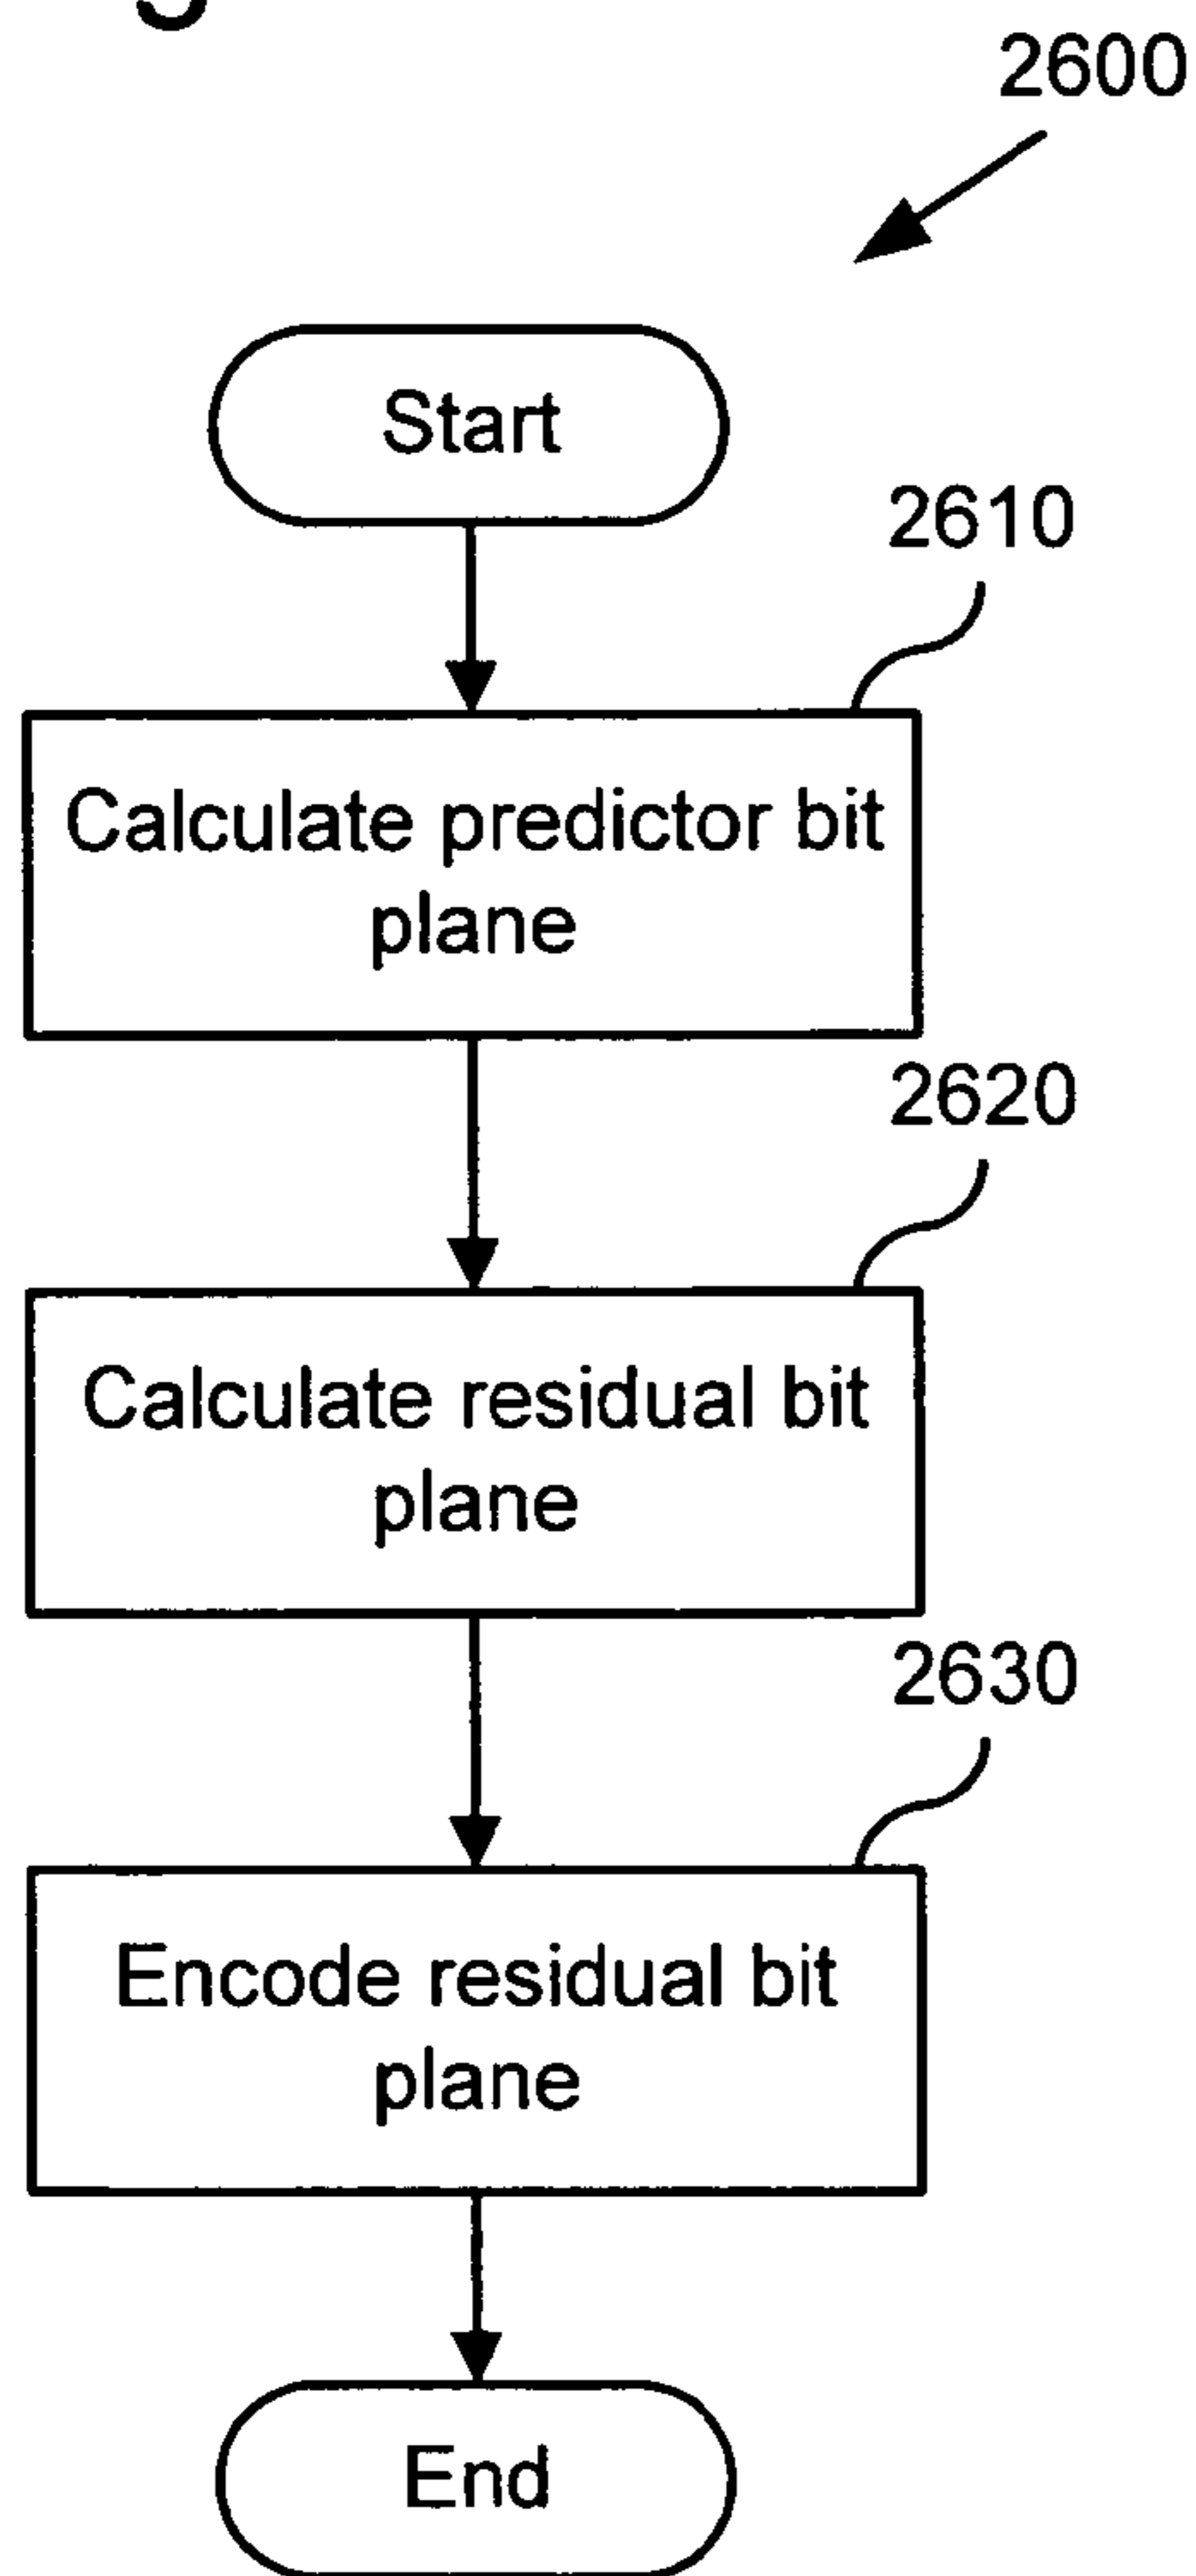 2600
Start
2610
Calculate predictor bit
plane
2620
Calculate residual bit
plane
2630
Encode residual bit
plane
End